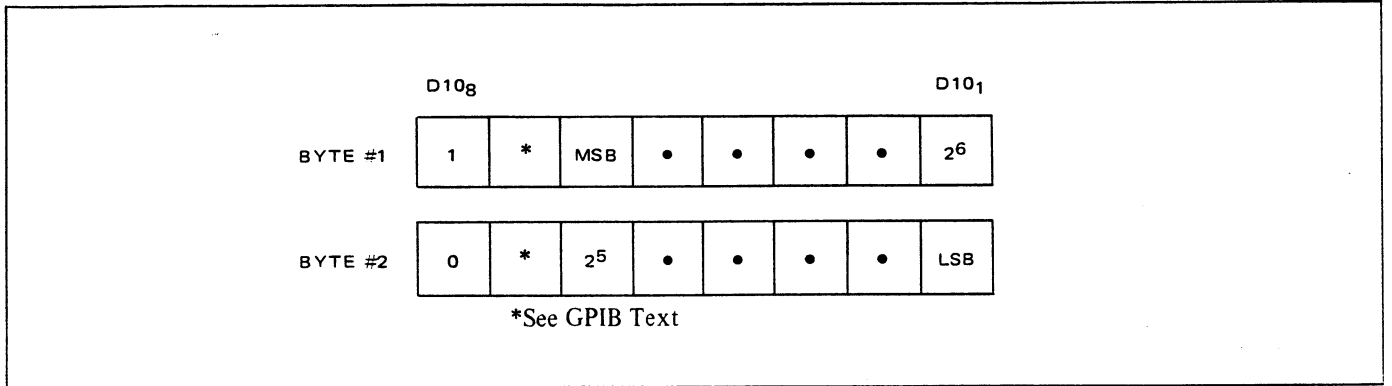 D10₈ D10₁
BYTE #1 1 * MSB • • • • 2⁶
BYTE #2 0 * 2⁵ • • • • LSB
*See GPIB Text